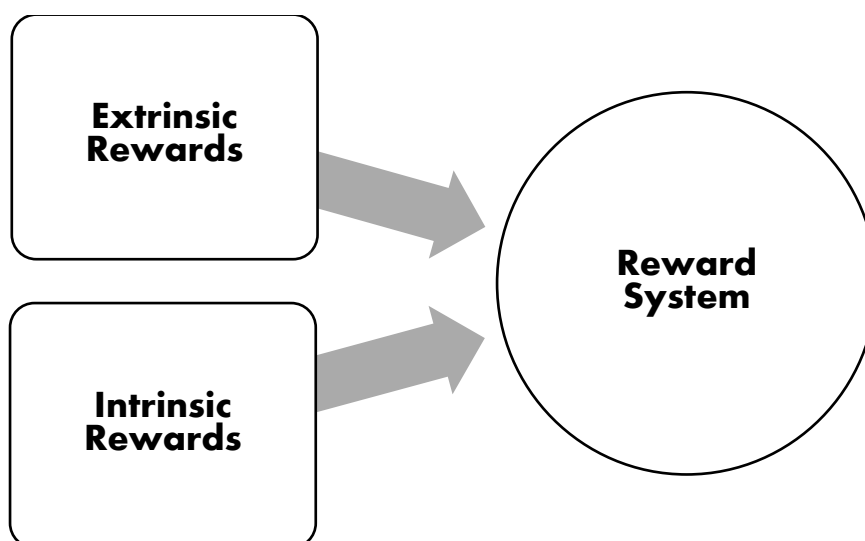 Extrinsic
Rewards
Reward
System
Intrinsic
Rewards